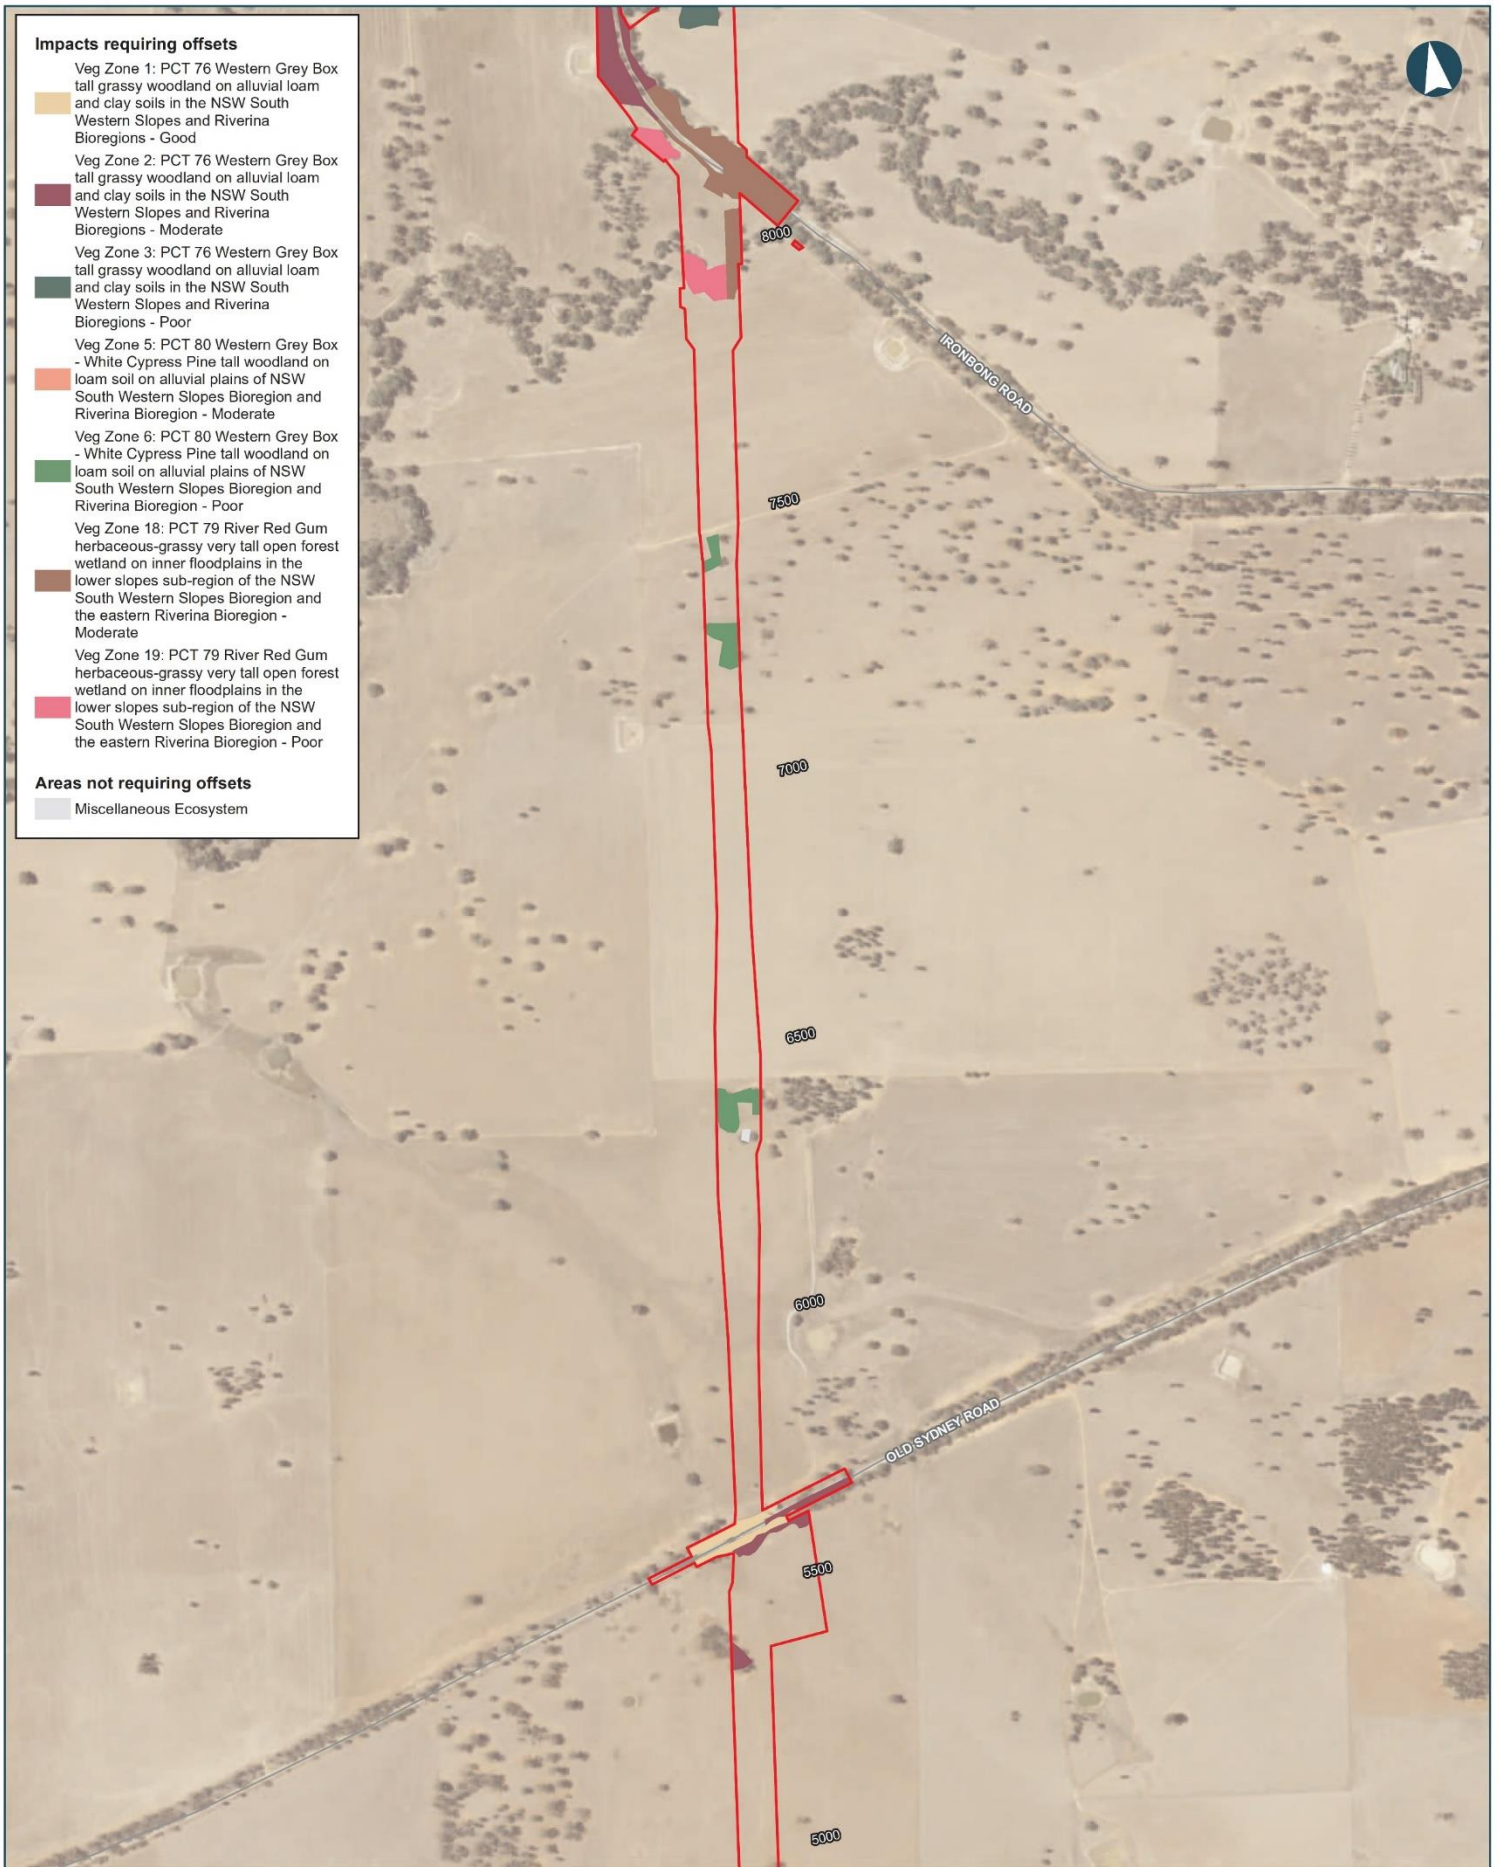 Impacts requiring offsets
Veg Zone 1: PCT 76 Western Grey Box
tall grassy woodland on alluvial loam
and clay soils in the NSW South
Western Slopes and Riverina
Bioregions - Good
Veg Zone 2: PCT 76 Western Grey Box
tall grassy woodland on alluvial loam
and clay soils in the NSW South
Western Slopes and Riverina
Bioregions - Moderate
Veg Zone 3: PCT 76 Western Grey Box
tall grassy woodland on alluvial loam
and clay soils in the NSW South
Western Slopes and Riverina
Bioregions - Poor
Veg Zone 5: PCT 80 Western Grey Box
- White Cypress Pine tall woodland on
loam soil on alluvial plains of NSW
South Western Slopes Bioregion and
Riverina Bioregion - Moderate
Veg Zone 6: PCT 80 Western Grey Box
- White Cypress Pine tall woodland on
loam soil on alluvial plains of NSW
South Western Slopes Bioregion and
Riverina Bioregion - Poor
Veg Zone 18: PCT 79 River Red Gum
herbaceous-grassy very tall open forest
wetland on inner floodplains in the
lower slopes sub-region of the NSW
South Western Slopes Bioregion and
the eastern Riverina Bioregion -
Moderate
Veg Zone 19: PCT 79 River Red Gum
herbaceous-grassy very tall open forest
wetland on inner floodplains in the
lower slopes sub-region of the NSW
South Western Slopes Bioregion and
the eastern Riverina Bioregion - Poor
Areas not requiring offsets
Miscellaneous Ecosystem
8000
IRONBONG ROAD
7500
7000
6500
6000
OLD SYDNEY ROAD
5500
5000